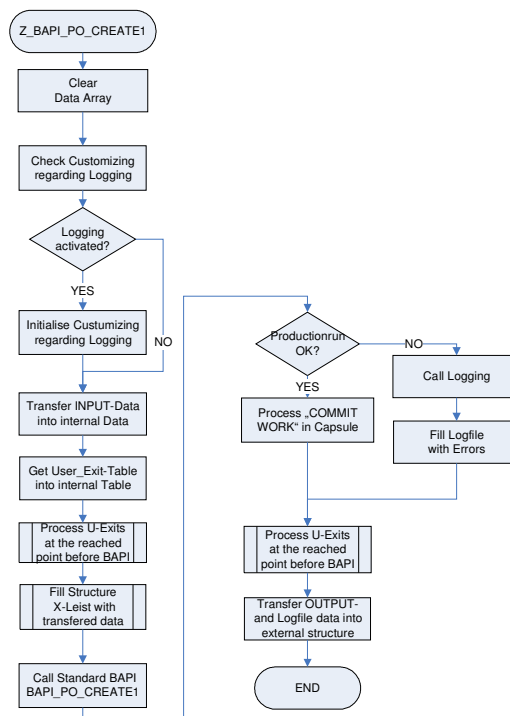 Z_BAPI_PO_CREATE1
Clear
Data Array
Check Customizing
regarding Logging
Logging
activated?
YES
NO
Initialise Custumizing
regarding Logging
Transfer INPUT-Data
into internal Data
Get User_Exit-Table
into internal Table
Process U-Exits
at the reached
point before BAPI
Fill Structure
X-Leist with
transfered data
Call Standard BAPI
BAPI_PO_CREATE1
Productionrun
OK?
NO
YES
Call Logging
Process „COMMIT
WORK“ in Capsule
Fill Logfile
with Errors
Process U-Exits
at the reached
point before BAPI
Transfer OUTPUT-
and Logfile data into
external structure
END